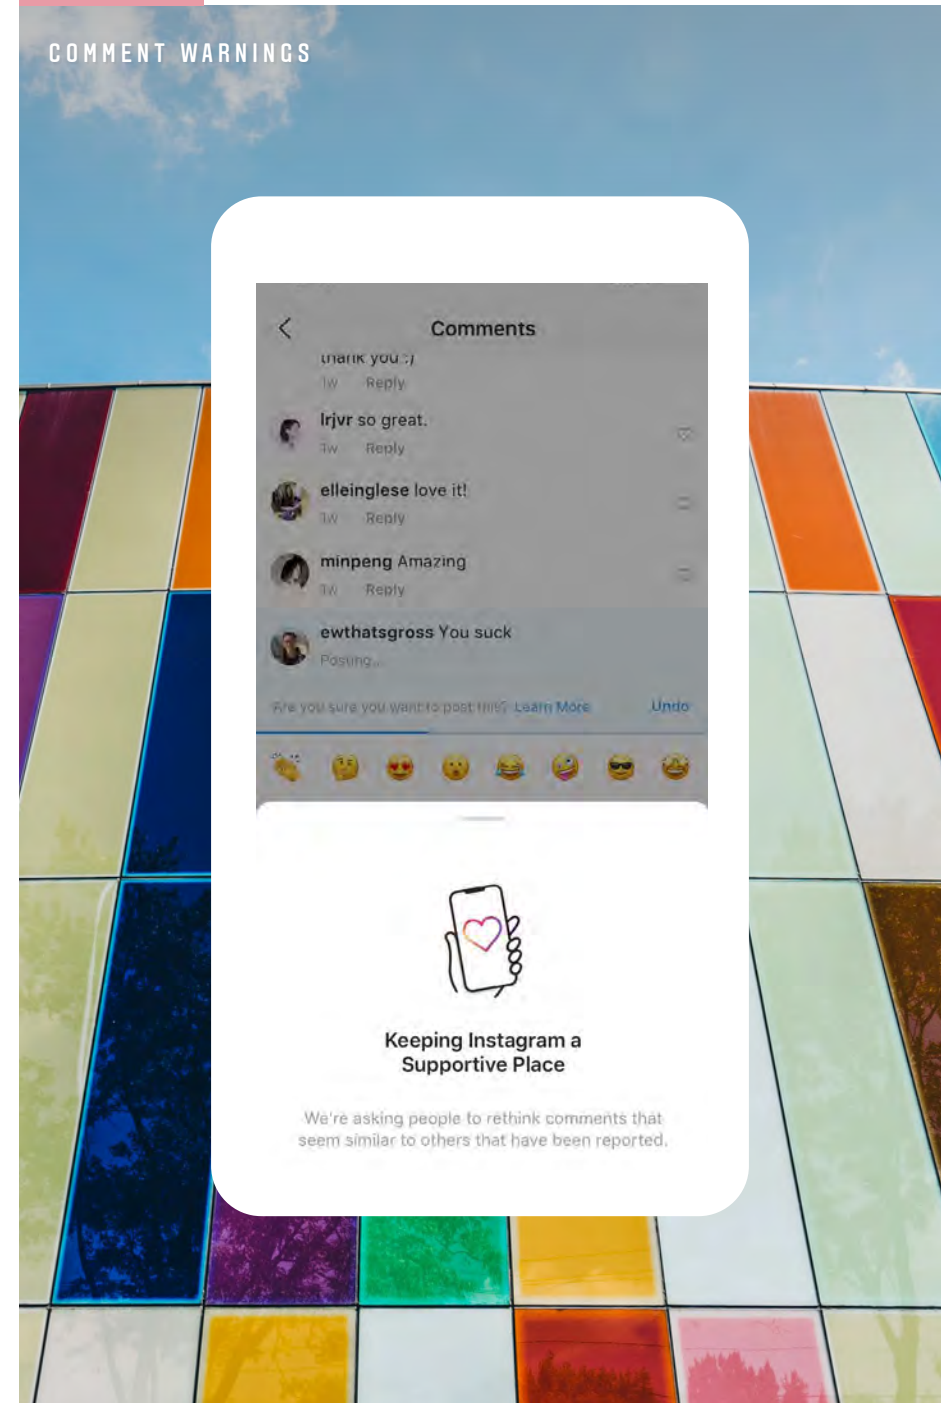 COMMENT WARNINGS
Comments
thank you :)
1w Reply
lrjvr so great.
1w Reply
elleinglese love it!
1w Reply
minpeng Amazing
1w Reply
ewthatsgross You suck
Posting...
Are you sure you want to post this? Learn More Undo
Keeping Instagram a
Supportive Place
We're asking people to rethink comments that
seem similar to others that have been reported.